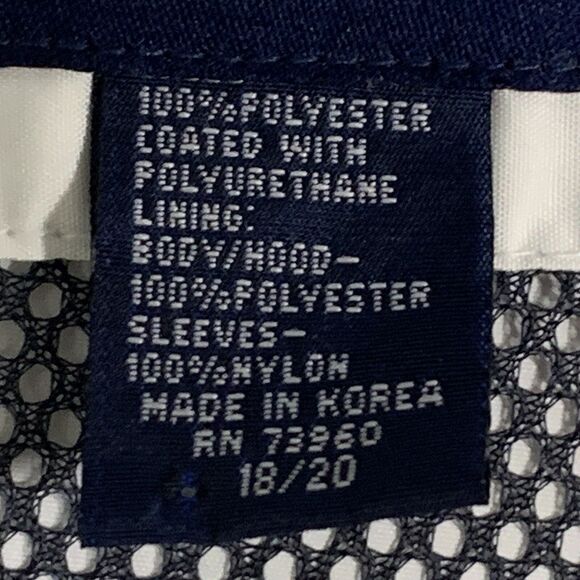 100%POLYESTER
COATED WITH
POLYURETHANE
LINING:
BODY/HOOD-
100%POLYESTER
SLEEVES-
100%NYLON
MADE IN KOREA
RN 73960
18/20